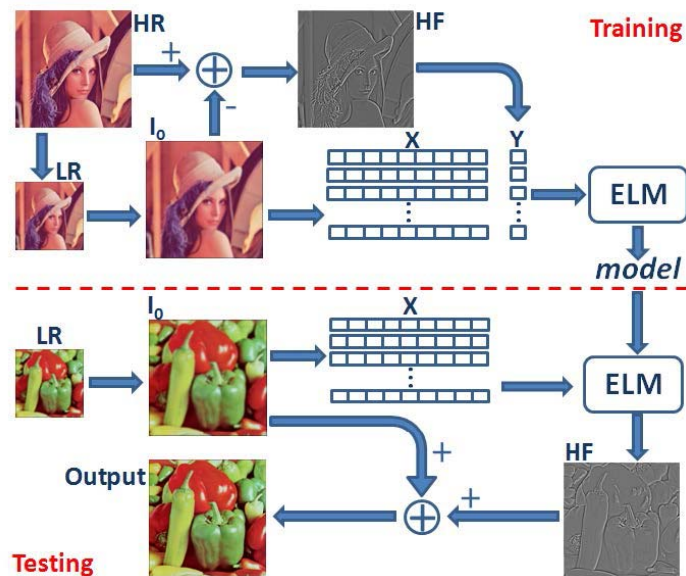 HR
+
-
HF
Training
LR
I₀
X
Y
ELM
model
LR
I₀
X
ELM
HF
+
+
Output
Testing